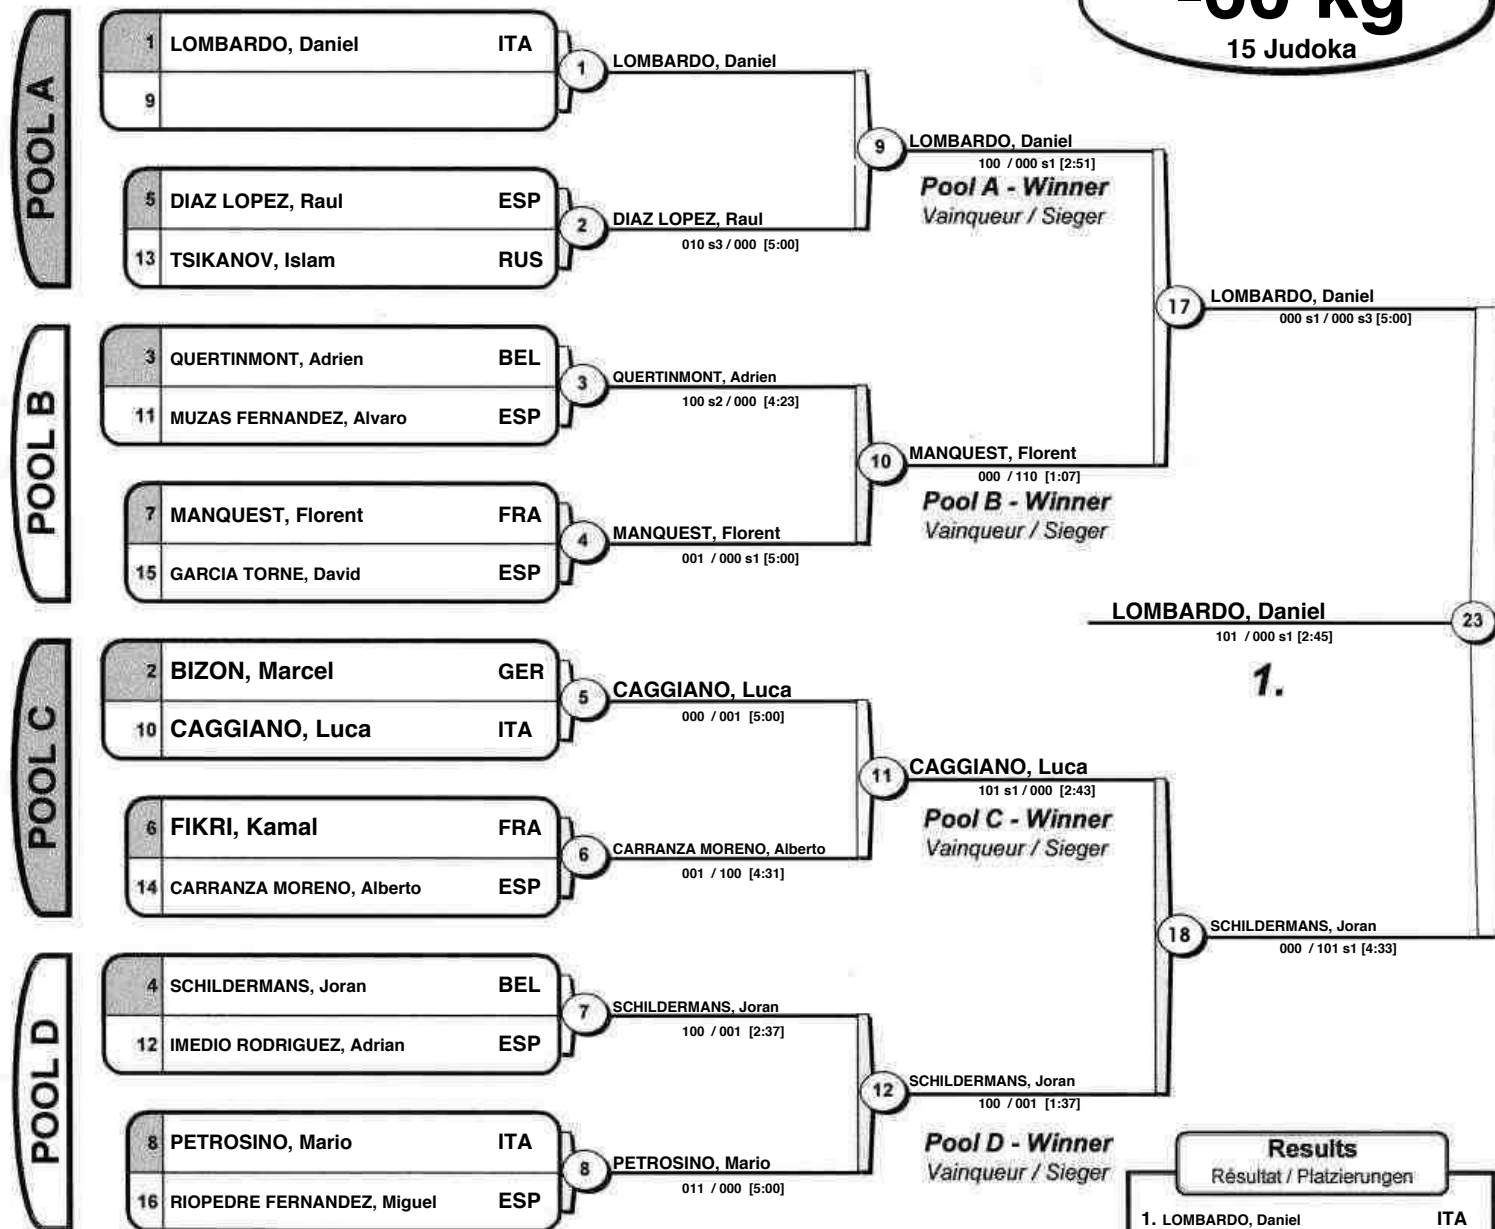 -60 kg
15 Judoka
POOL A
1 LOMBARDO, Daniel ITA
9
1
LOMBARDO, Daniel
5 DIAZ LOPEZ, Raul ESP
13 TSIKANOV, Islam RUS
2
DIAZ LOPEZ, Raul
010 s3 / 000 [5:00]
9
LOMBARDO, Daniel
100 / 000 s1 [2:51]
Pool A - Winner
Vainqueur / Sieger
POOL B
3 QUERTINMONT, Adrien BEL
11 MUZAS FERNANDEZ, Alvaro ESP
3
QUERTINMONT, Adrien
100 s2 / 000 [4:23]
7 MANQUEST, Florent FRA
15 GARCIA TORNE, David ESP
4
MANQUEST, Florent
001 / 000 s1 [5:00]
10
MANQUEST, Florent
000 / 110 [1:07]
Pool B - Winner
Vainqueur / Sieger
17
LOMBARDO, Daniel
000 s1 / 000 s3 [5:00]
LOMBARDO, Daniel
23
101 / 000 s1 [2:45]
1.
POOL C
2 BIZON, Marcel GER
10 CAGGIANO, Luca ITA
5
CAGGIANO, Luca
000 / 001 [5:00]
6 FIKRI, Kamal FRA
14 CARRANZA MORENO, Alberto ESP
6
CARRANZA MORENO, Alberto
001 / 100 [4:31]
11
CAGGIANO, Luca
101 s1 / 000 [2:43]
Pool C - Winner
Vainqueur / Sieger
POOL D
4 SCHILDERMANS, Joran BEL
12 IMEDIO RODRIGUEZ, Adrian ESP
7
SCHILDERMANS, Joran
100 / 001 [2:37]
8 PETROSINO, Mario ITA
16 RIOPEDRE FERNANDEZ, Miguel ESP
8
PETROSINO, Mario
011 / 000 [5:00]
12
SCHILDERMANS, Joran
100 / 001 [1:37]
Pool D - Winner
Vainqueur / Sieger
18
SCHILDERMANS, Joran
000 / 101 s1 [4:33]
Results
Résultat / Platzierungen
1. LOMBARDO, Daniel ITA